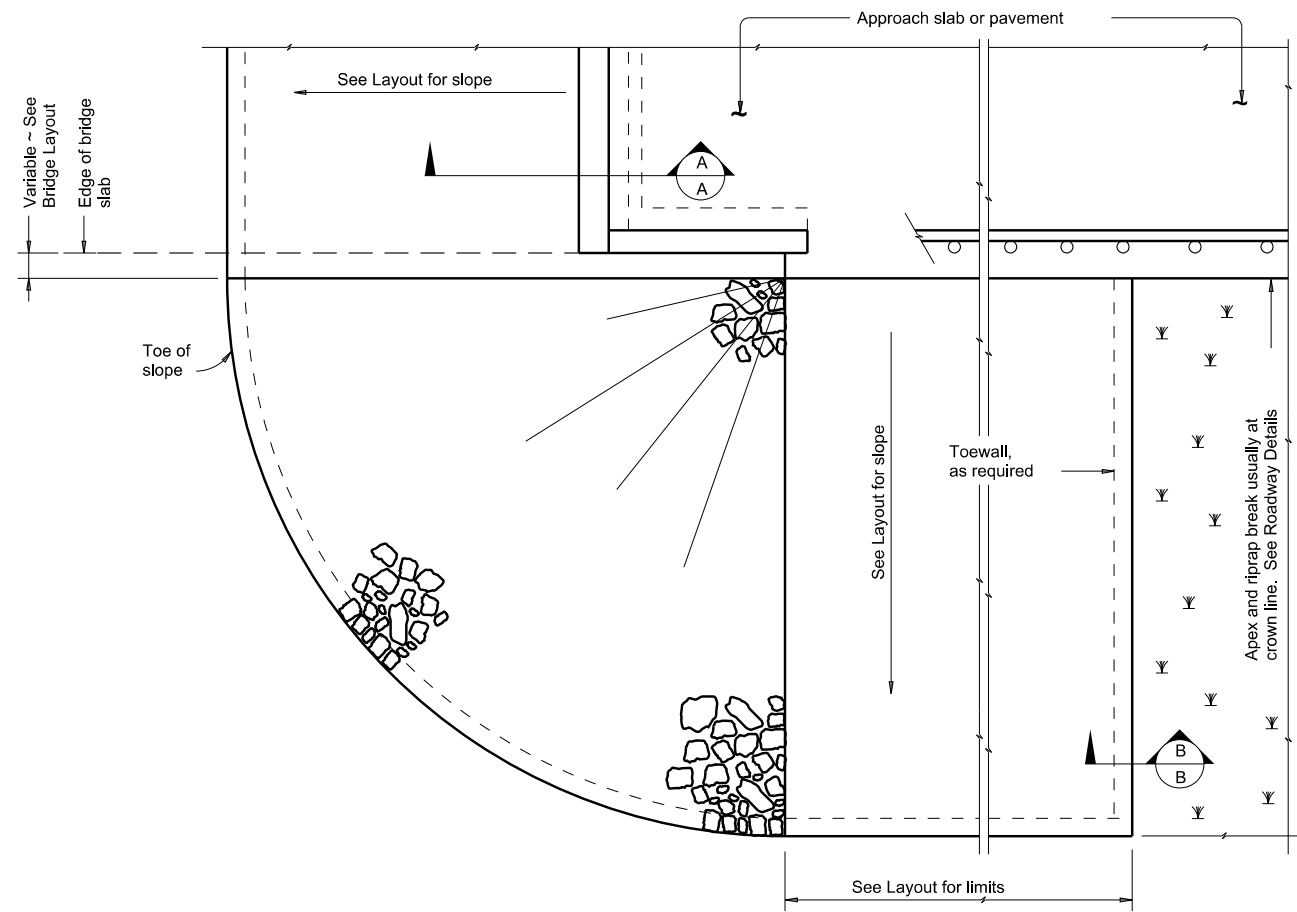 Approach slab or pavement
See Layout for slope
Variable ~ See
Bridge Layout
Edge of bridge
slab
A
A
Toe of
slope
See Layout for slope
Toewall,
as required
Apex and riprap break usually at
crown line. See Roadway Details
B
B
See Layout for limits